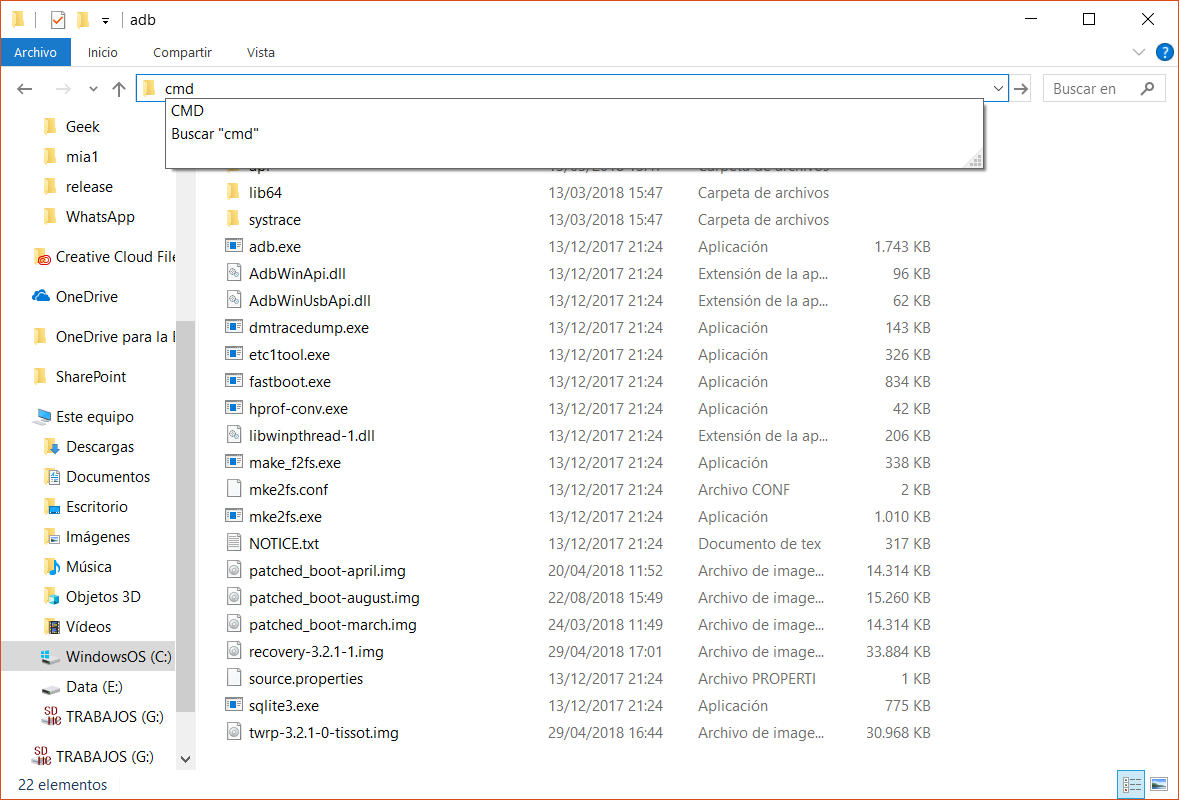 adb
Archivo Inicio Compartir Vista
cmd Buscar en
CMD
Buscar "cmd"
Geek
mia1
release
WhatsApp
Creative Cloud File
OneDrive
OneDrive para la E
SharePoint
Este equipo
Descargas
Documentos
Escritorio
Imágenes
Música
Objetos 3D
Vídeos
WindowsOS (C:)
Data (E:)
TRABAJOS (G:)
TRABAJOS (G:)
lib64 13/03/2018 15:47 Carpeta de archivos
systrace 13/03/2018 15:47 Carpeta de archivos
adb.exe 13/12/2017 21:24 Aplicación 1.743 KB
AdbWinApi.dll 13/12/2017 21:24 Extensión de la ap... 96 KB
AdbWinUsbApi.dll 13/12/2017 21:24 Extensión de la ap... 62 KB
dmtracedump.exe 13/12/2017 21:24 Aplicación 143 KB
etc1tool.exe 13/12/2017 21:24 Aplicación 326 KB
fastboot.exe 13/12/2017 21:24 Aplicación 834 KB
hprof-conv.exe 13/12/2017 21:24 Aplicación 42 KB
libwinpthread-1.dll 13/12/2017 21:24 Extensión de la ap... 206 KB
make_f2fs.exe 13/12/2017 21:24 Aplicación 338 KB
mke2fs.conf 13/12/2017 21:24 Archivo CONF 2 KB
mke2fs.exe 13/12/2017 21:24 Aplicación 1.010 KB
NOTICE.txt 13/12/2017 21:24 Documento de tex 317 KB
patched_boot-april.img 20/04/2018 11:52 Archivo de image... 14.314 KB
patched_boot-august.img 22/08/2018 15:49 Archivo de image... 15.260 KB
patched_boot-march.img 24/03/2018 11:49 Archivo de image... 14.314 KB
recovery-3.2.1-1.img 29/04/2018 17:01 Archivo de image... 33.884 KB
source.properties 13/12/2017 21:24 Archivo PROPERTI 1 KB
sqlite3.exe 13/12/2017 21:24 Aplicación 775 KB
twrp-3.2.1-0-tissot.img 29/04/2018 16:44 Archivo de image... 30.968 KB
22 elementos